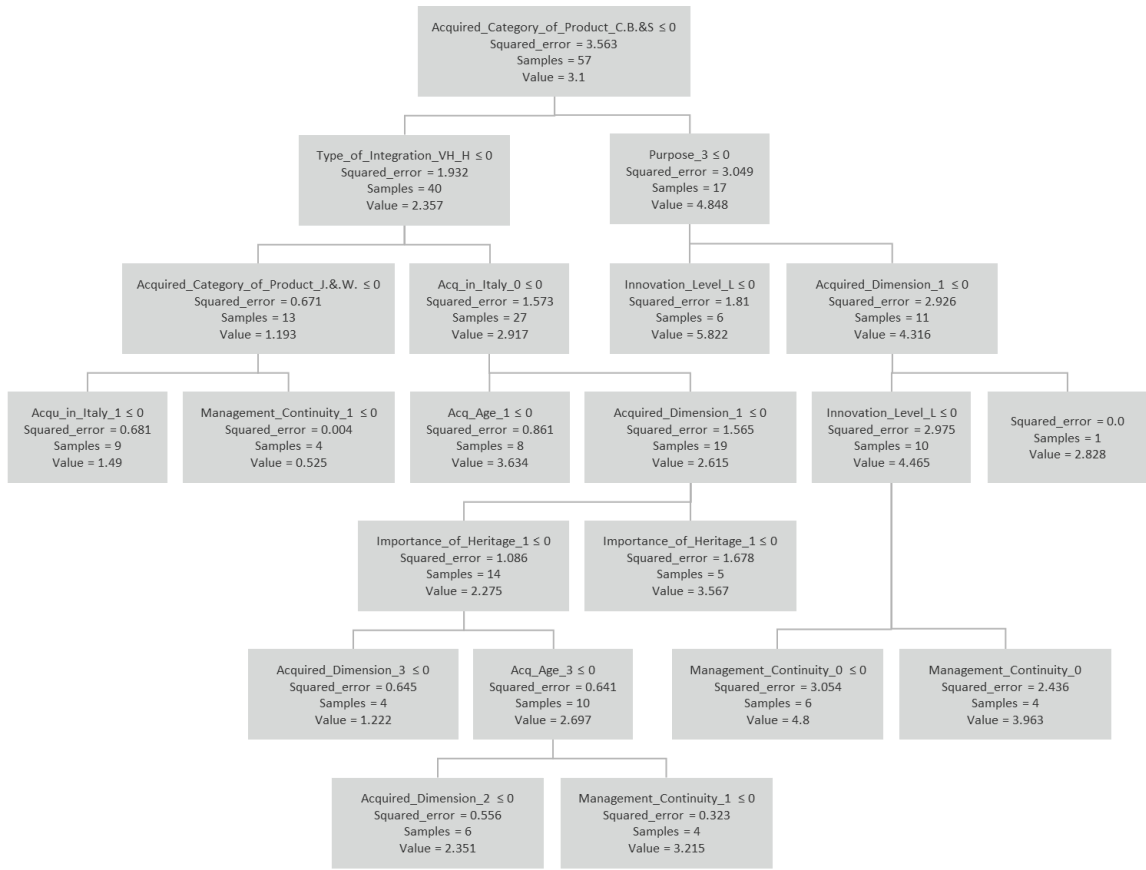 Acquired_Category_of_Product_C.B.&S ≤ 0
Squared_error = 3.563
Samples = 57
Value = 3.1
Type_of_Integration_VH_H ≤ 0
Squared_error = 1.932
Samples = 40
Value = 2.357
Purpose_3 ≤ 0
Squared_error = 3.049
Samples = 17
Value = 4.848
Acquired_Category_of_Product_J.&.W. ≤ 0
Squared_error = 0.671
Samples = 13
Value = 1.193
Acq_in_Italy_0 ≤ 0
Squared_error = 1.573
Samples = 27
Value = 2.917
Innovation_Level_L ≤ 0
Squared_error = 1.81
Samples = 6
Value = 5.822
Acquired_Dimension_1 ≤ 0
Squared_error = 2.926
Samples = 11
Value = 4.316
Acqu_in_Italy_1 ≤ 0
Squared_error = 0.681
Samples = 9
Value = 1.49
Management_Continuity_1 ≤ 0
Squared_error = 0.004
Samples = 4
Value = 0.525
Acq_Age_1 ≤ 0
Squared_error = 0.861
Samples = 8
Value = 3.634
Acquired_Dimension_1 ≤ 0
Squared_error = 1.565
Samples = 19
Value = 2.615
Innovation_Level_L ≤ 0
Squared_error = 2.975
Samples = 10
Value = 4.465
Squared_error = 0.0
Samples = 1
Value = 2.828
Importance_of_Heritage_1 ≤ 0
Squared_error = 1.086
Samples = 14
Value = 2.275
Importance_of_Heritage_1 ≤ 0
Squared_error = 1.678
Samples = 5
Value = 3.567
Acquired_Dimension_3 ≤ 0
Squared_error = 0.645
Samples = 4
Value = 1.222
Acq_Age_3 ≤ 0
Squared_error = 0.641
Samples = 10
Value = 2.697
Management_Continuity_0 ≤ 0
Squared_error = 3.054
Samples = 6
Value = 4.8
Management_Continuity_0
Squared_error = 2.436
Samples = 4
Value = 3.963
Acquired_Dimension_2 ≤ 0
Squared_error = 0.556
Samples = 6
Value = 2.351
Management_Continuity_1 ≤ 0
Squared_error = 0.323
Samples = 4
Value = 3.215